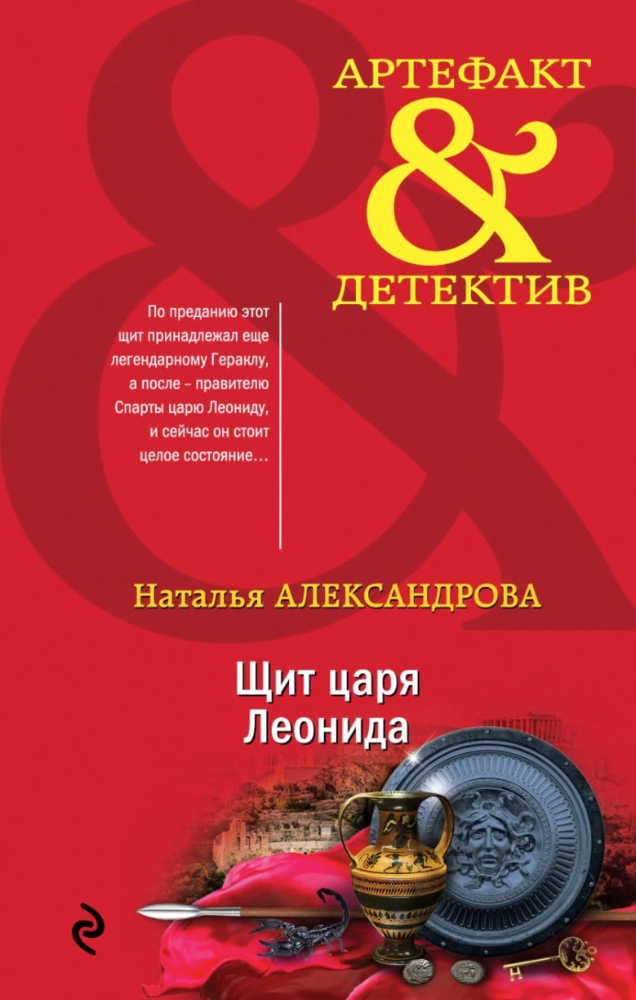 АРТЕФАКТ
&
ДЕТЕКТИВ
По преданию этот
щит принадлежал еще
легендарному Гераклу,
а после – правителю
Спарты царю Леониду,
и сейчас он стоит
целое состояние...
Наталья АЛЕКСАНДРОВА
Щит царя
Леонида